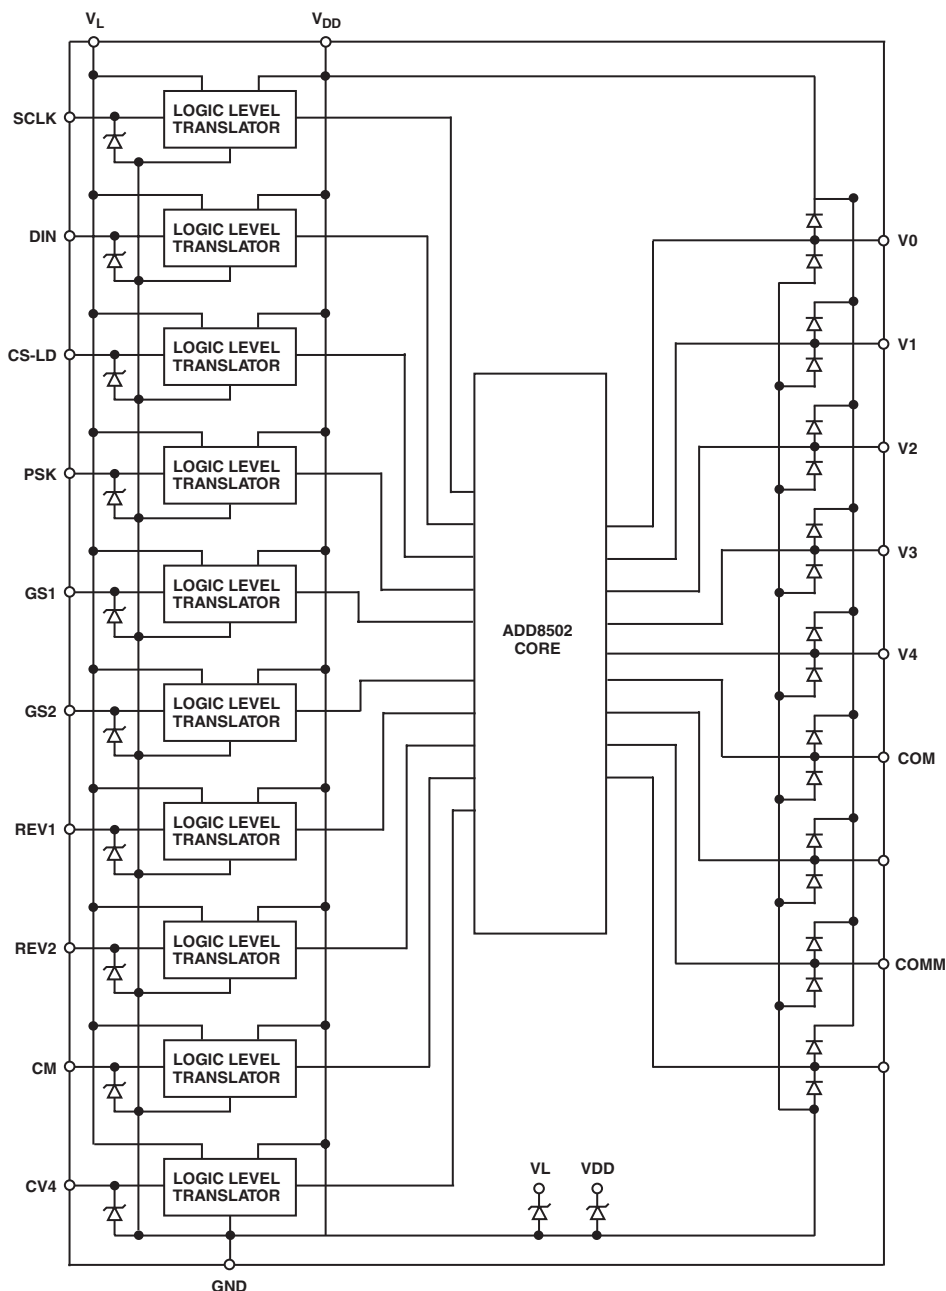 VL VDD
SCLK
LOGIC LEVEL
TRANSLATOR
DIN
LOGIC LEVEL
TRANSLATOR
V0
CS-LD
LOGIC LEVEL
TRANSLATOR
V1
PSK
LOGIC LEVEL
TRANSLATOR
V2
GS1
LOGIC LEVEL
TRANSLATOR
V3
ADD8502
CORE
V4
GS2
LOGIC LEVEL
TRANSLATOR
COM
REV1
LOGIC LEVEL
TRANSLATOR
REV2
LOGIC LEVEL
TRANSLATOR
COMM
CM
LOGIC LEVEL
TRANSLATOR
CV4
LOGIC LEVEL
TRANSLATOR
VL VDD
GND